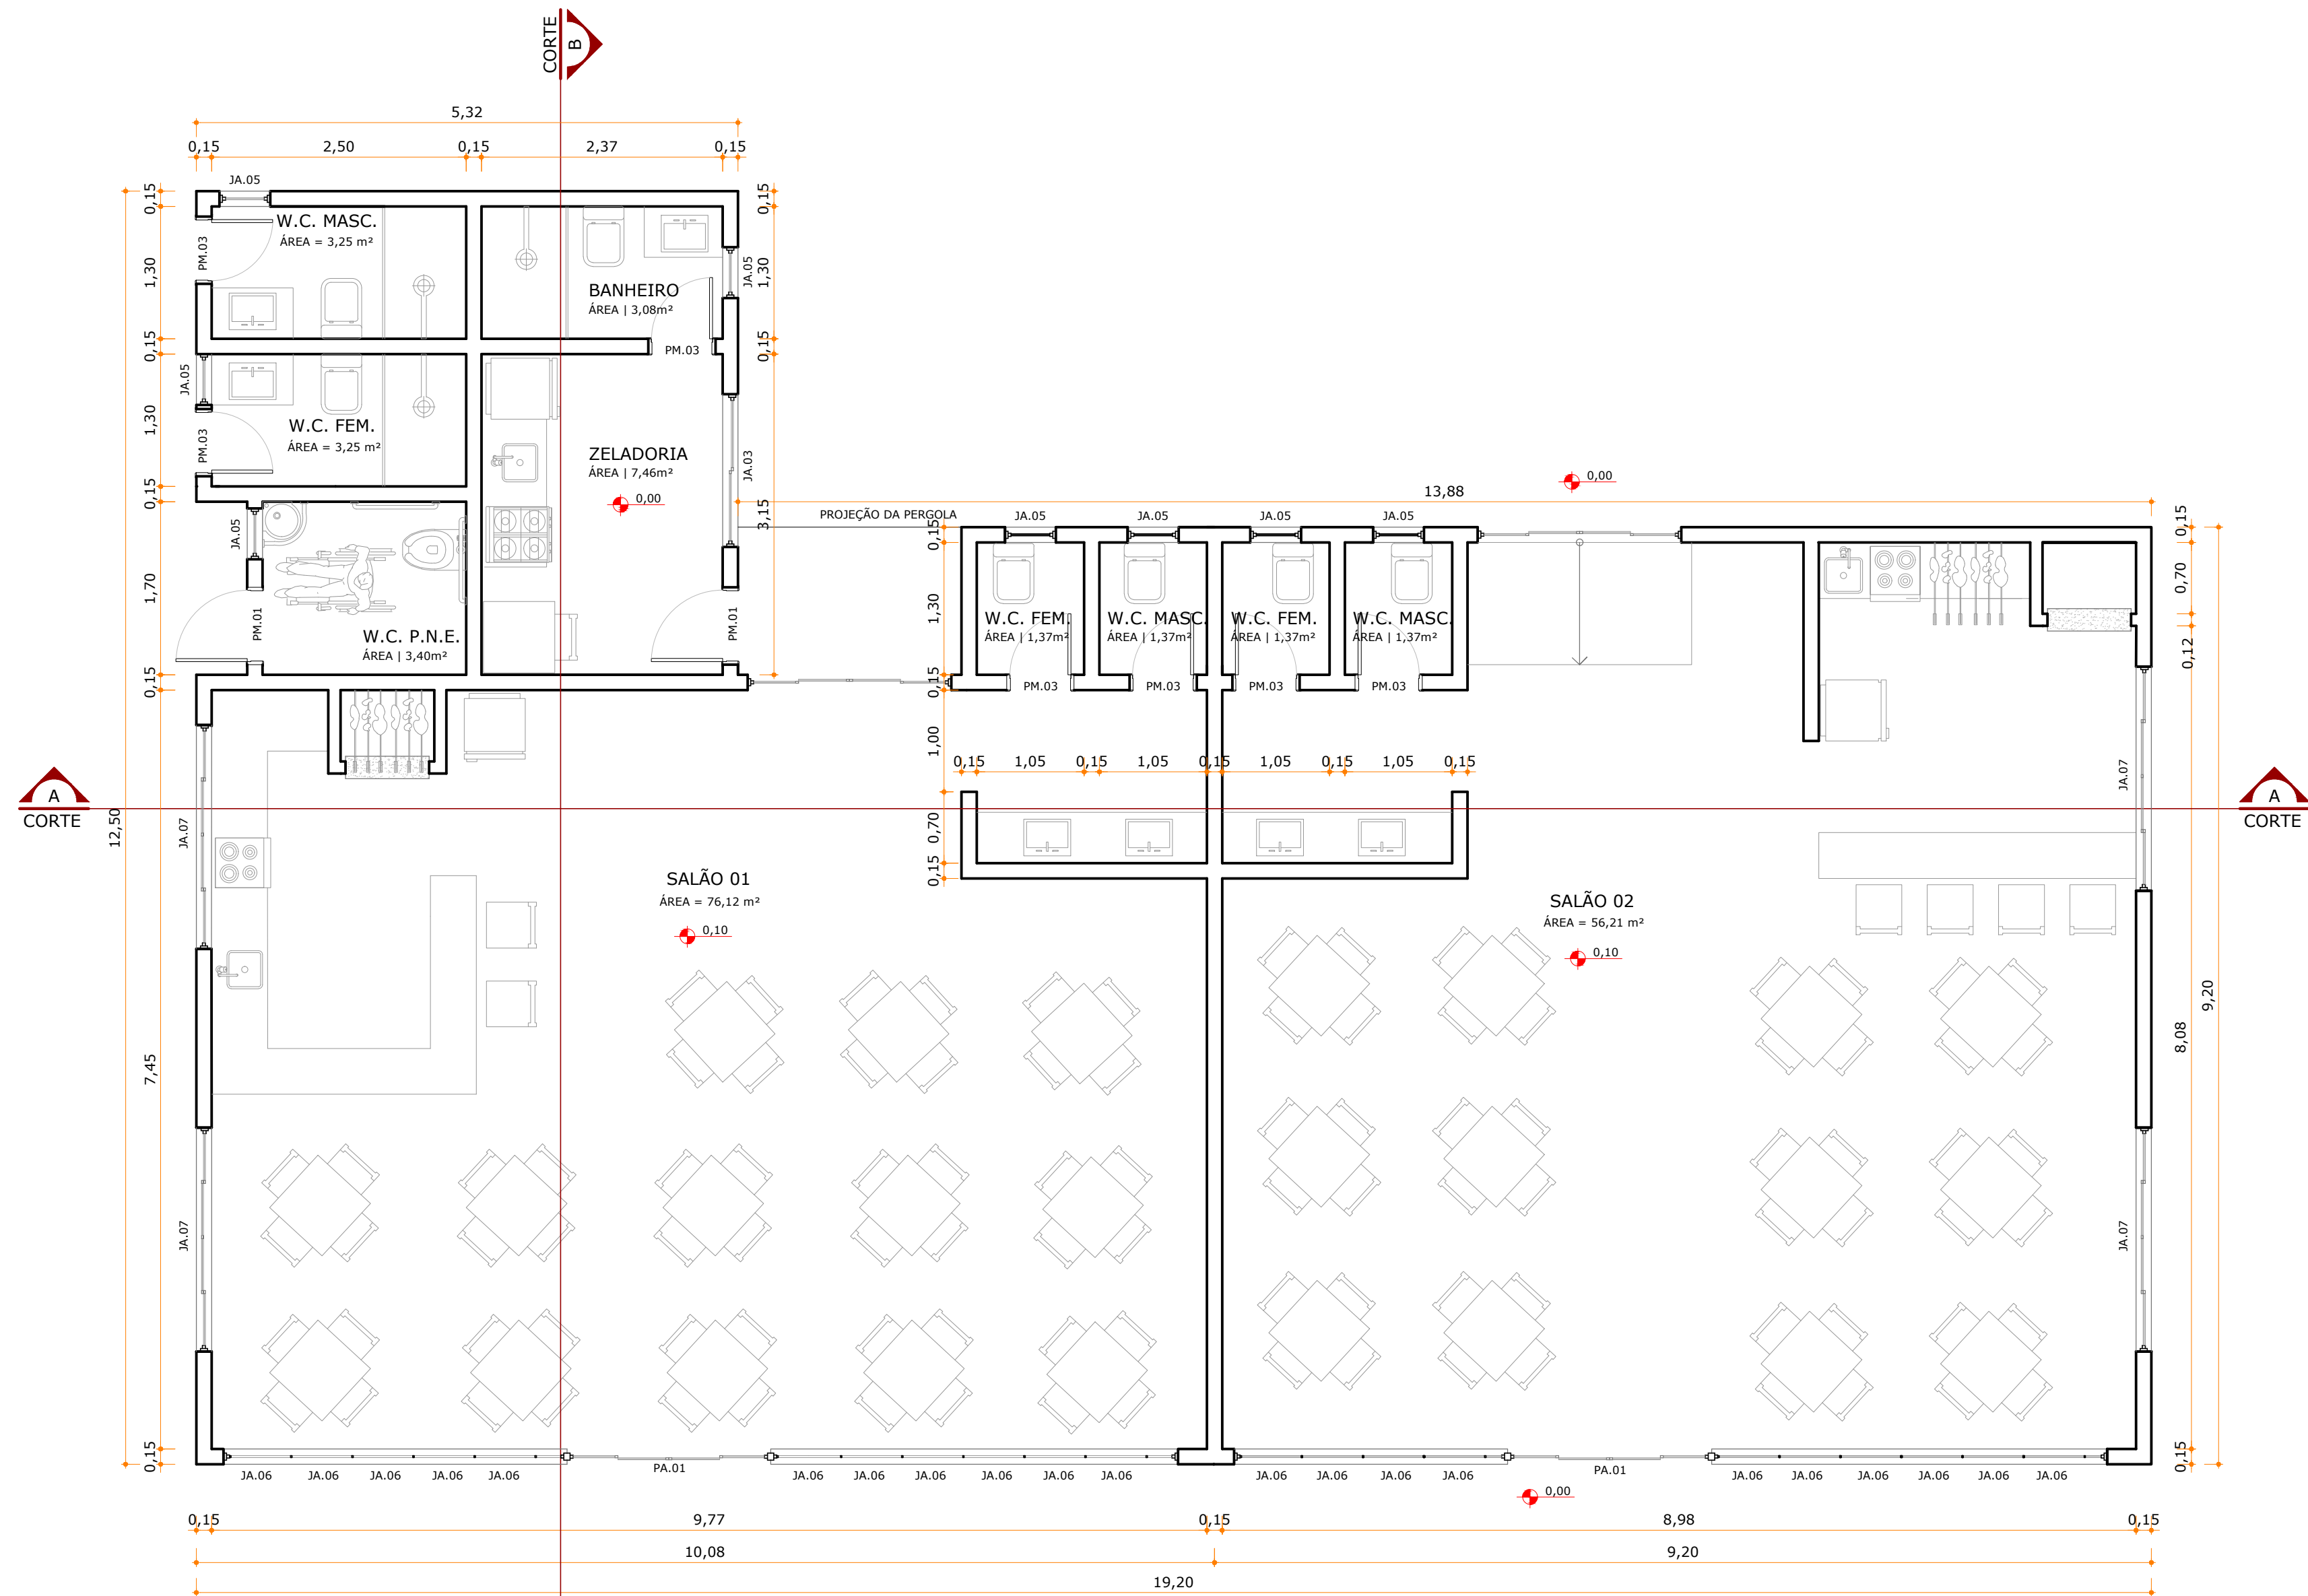 CORTE
B
5,32
0,15
2,50
0,15
2,37
0,15
JA.05
W.C. MASC.
ÁREA = 3,25 m²
PM.03
0,15
1,30
0,15
1,30
0,15
1,70
0,15
7,45
0,15
12,50
BANHEIRO
ÁREA | 3,08m²
JA.05
PM.03
0,15
1,30
0,15
3,15
JA.05
PM.03
W.C. FEM.
ÁREA = 3,25 m²
ZELADORIA
ÁREA | 7,46m²
0,00
JA.03
JA.05
PM.01
W.C. P.N.E.
ÁREA | 3,40m²
PM.01
13,88
0,00
PROJEÇÃO DA PERGOLA
JA.05
JA.05
JA.05
JA.05
0,15
1,30
0,15
1,00
0,70
0,15
W.C. FEM.
ÁREA | 1,37m²
W.C. MASC.
ÁREA | 1,37m²
W.C. FEM.
ÁREA | 1,37m²
W.C. MASC.
ÁREA | 1,37m²
PM.03
PM.03
PM.03
PM.03
0,15
1,05
0,15
1,05
0,15
1,05
0,15
1,05
0,15
0,15
0,70
0,12
8,08
0,15
9,20
A
CORTE
A
CORTE
JA.07
JA.07
JA.07
JA.07
SALÃO 01
ÁREA = 76,12 m²
0,10
SALÃO 02
ÁREA = 56,21 m²
0,10
JA.06
JA.06
JA.06
JA.06
JA.06
PA.01
JA.06
JA.06
JA.06
JA.06
JA.06
JA.06
JA.06
JA.06
JA.06
JA.06
PA.01
JA.06
JA.06
JA.06
JA.06
JA.06
JA.06
0,00
0,15
9,77
0,15
8,98
0,15
10,08
9,20
19,20